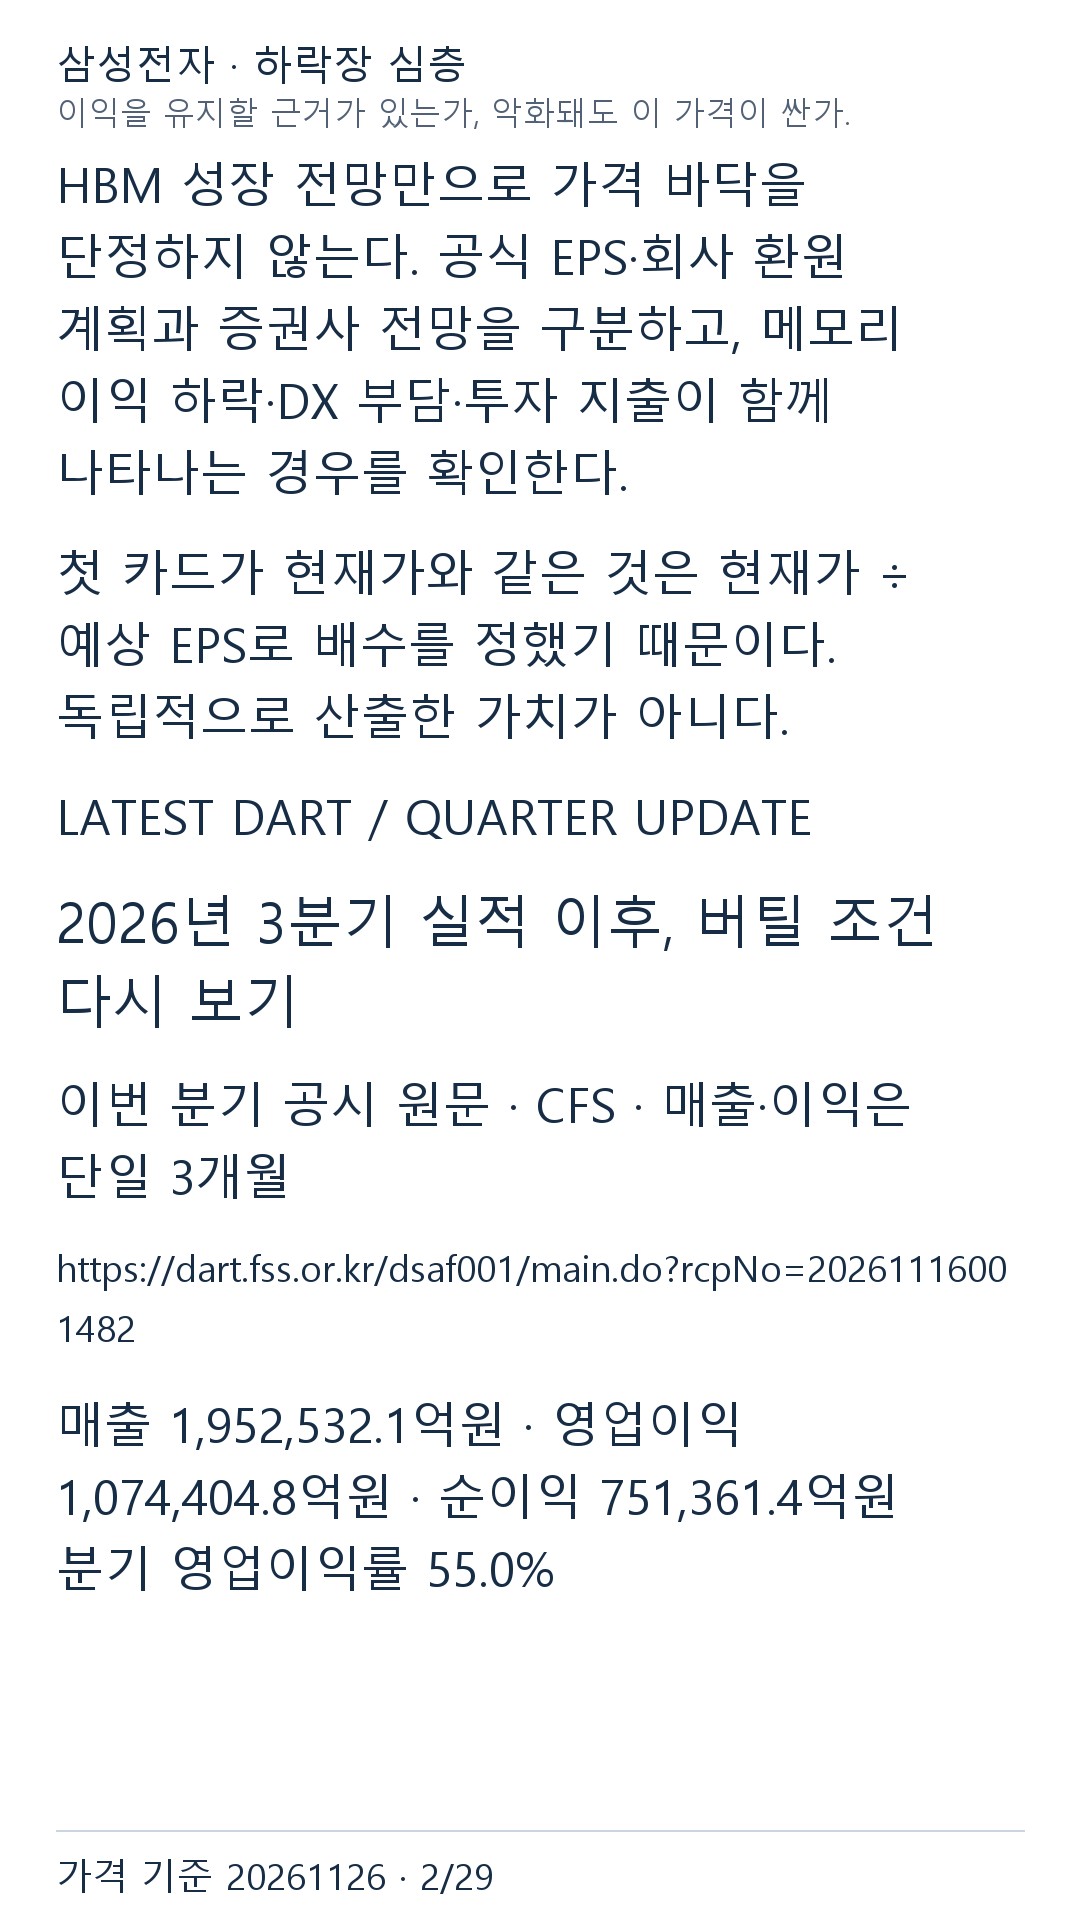 삼성전자 · 하락장 심층
이익을 유지할 근거가 있는가, 악화돼도 이 가격이 싼가.
HBM 성장 전망만으로 가격 바닥을
단정하지 않는다. 공식 EPS·회사 환원
계획과 증권사 전망을 구분하고, 메모리
이익 하락·DX 부담·투자 지출이 함께
나타나는 경우를 확인한다.
첫 카드가 현재가와 같은 것은 현재가 ÷
예상 EPS로 배수를 정했기 때문이다.
독립적으로 산출한 가치가 아니다.
LATEST DART / QUARTER UPDATE
2026년 3분기 실적 이후, 버틸 조건
다시 보기
이번 분기 공시 원문 · CFS · 매출·이익은
단일 3개월
https://dart.fss.or.kr/dsaf001/main.do?rcpNo=2026111600
1482
매출 1,952,532.1억원 · 영업이익
1,074,404.8억원 · 순이익 751,361.4억원
분기 영업이익률 55.0%
가격 기준 20261126 · 2/29